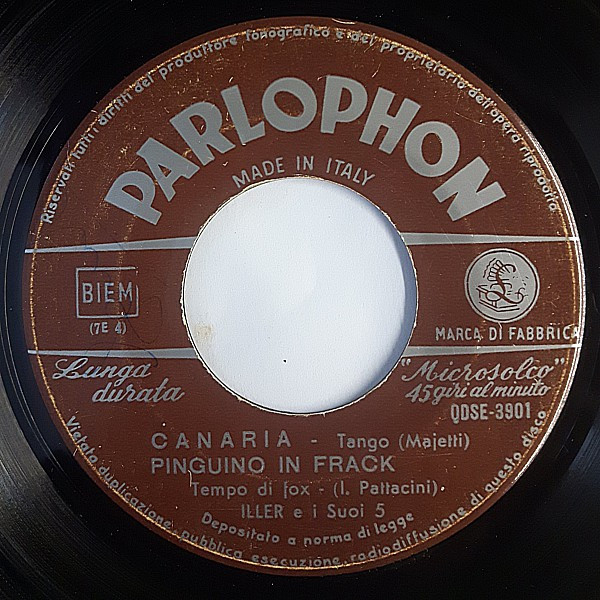 Riservati tutti i diritti del produttore fonografico e del proprietario dell'opera riprodotta
PARLOPHON
MADE IN ITALY
BIEM
(7E 4)
MARCA DI FABBRICA
Lunga
durata
"Microsolco"
45 giri al minuto
QDSE-3901
CANARIA - Tango (Majetti)
PINGUINO IN FRACK
Tempo di fox - (I. Pattacini)
ILLER e i Suoi 5
Depositato a norma di legge
Vietata duplicazione pubblica esecuzione, radiodiffusione di questo disco